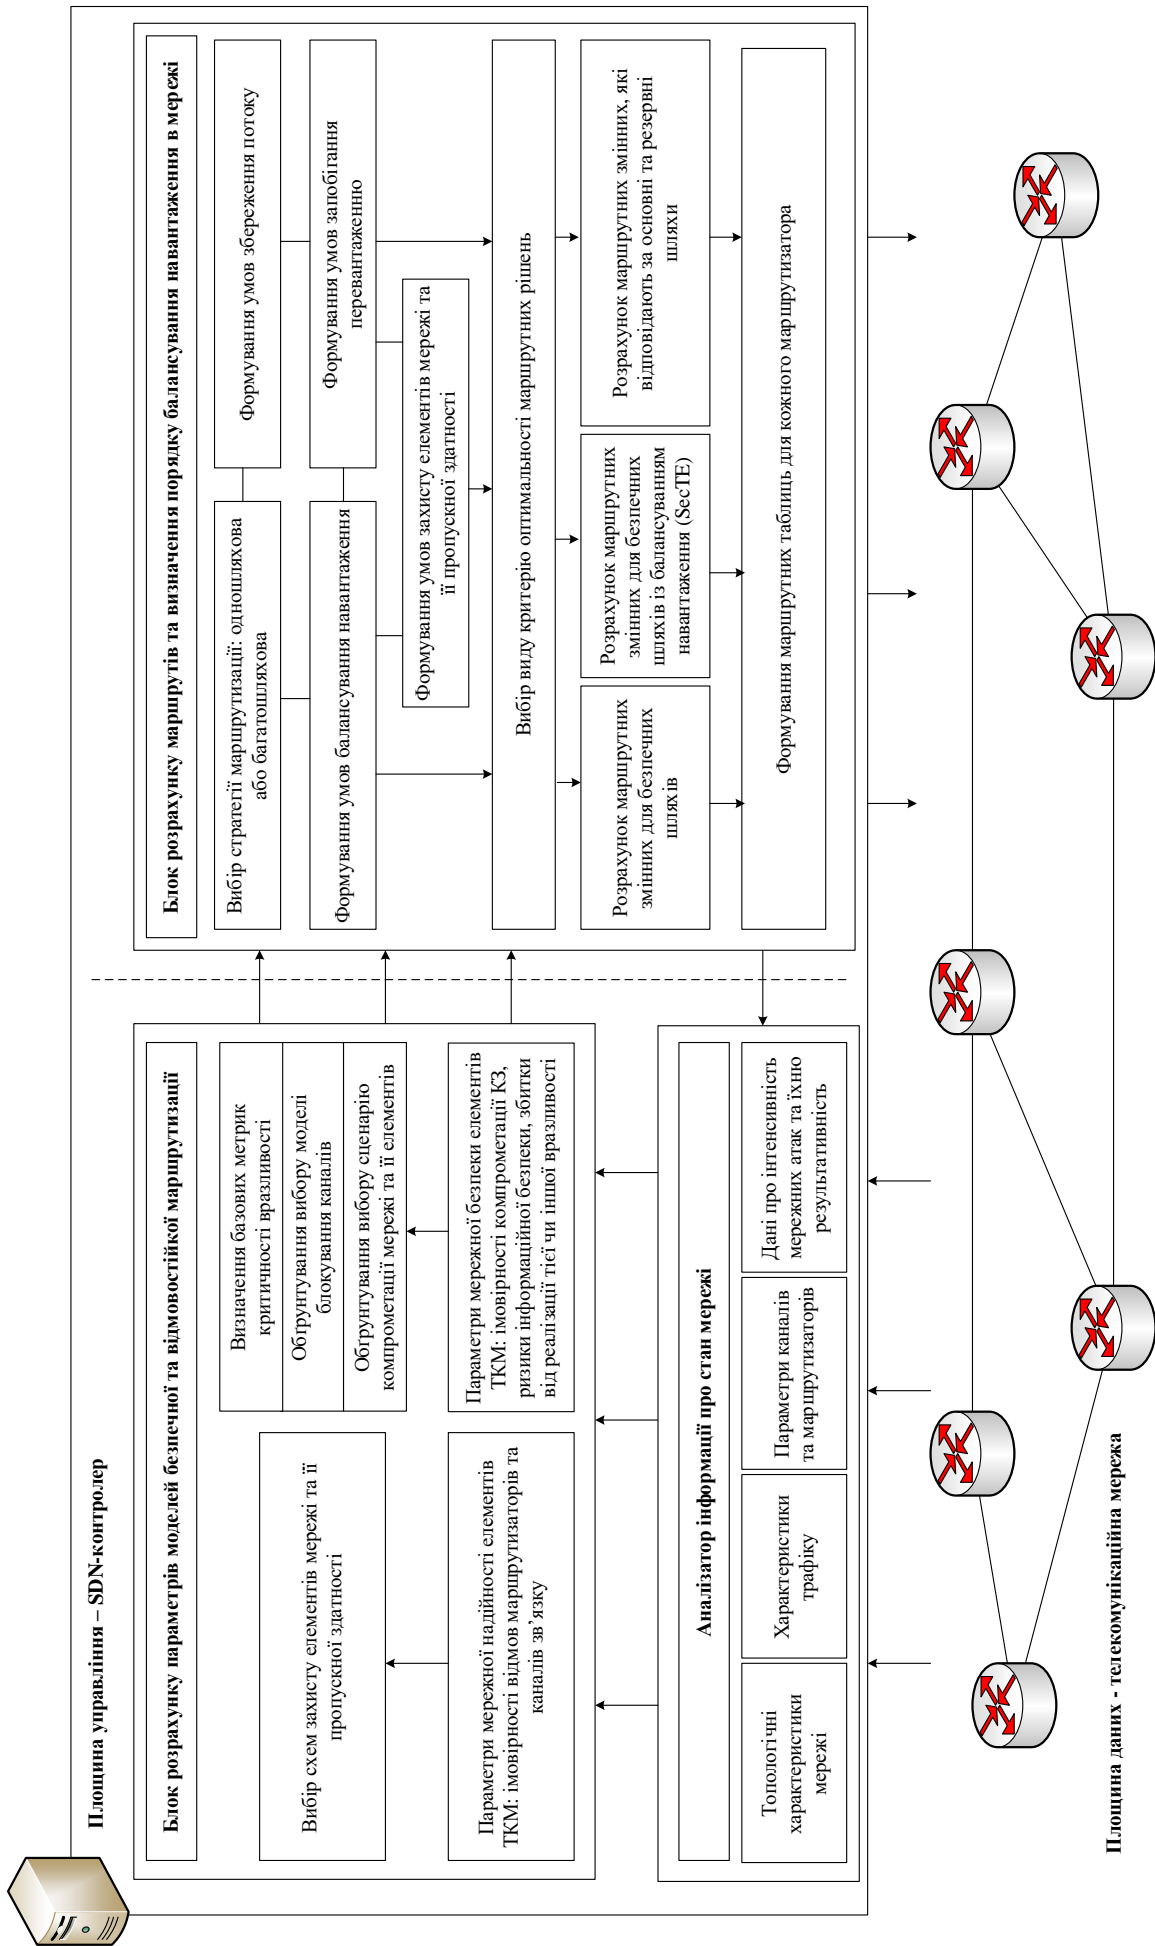 Площина управління – SDN-контролер
Блок розрахунку параметрів моделей безпечної та відмовостійкої маршрутизації
Вибір схем захисту елементів мережі та її
пропускної здатності
Визначення базових метрик
критичності вразливості
Обґрунтування вибору моделі
блокування каналів
Обґрунтування вибору сценарію
компрометації мережі та її елементів
Параметри мережної надійності елементів
ТКМ: імовірності відмов маршрутизаторів та
каналів зв’язку
Параметри мережної безпеки елементів
ТКМ: імовірності компрометації КЗ,
ризики інформаційної безпеки, збитки
від реалізації тієї чи іншої вразливості
Аналізатор інформації про стан мережі
Топологічні
характеристики
мережі
Характеристики
трафіку
Параметри каналів
та маршрутизаторів
Дані про інтенсивність
мережних атак та їхню
результативність
Блок розрахунку маршрутів та визначення порядку балансування навантаження в мережі
Вибір стратегії маршрутизації: одношляхова
або багатошляхова
Формування умов збереження потоку
Формування умов балансування навантаження
Формування умов запобігання
перевантаженню
Формування умов захисту елементів мережі та
її пропускної здатності
Вибір виду критерію оптимальності маршрутних рішень
Розрахунок маршрутних
змінних для безпечних
шляхів
Розрахунок маршрутних
змінних для безпечних
шляхів із балансуванням
навантаження (SecTE)
Розрахунок маршрутних змінних, які
відповідають за основні та резервні
шляхи
Формування маршрутних таблиць для кожного маршрутизатора
Площина даних - телекомунікаційна мережа